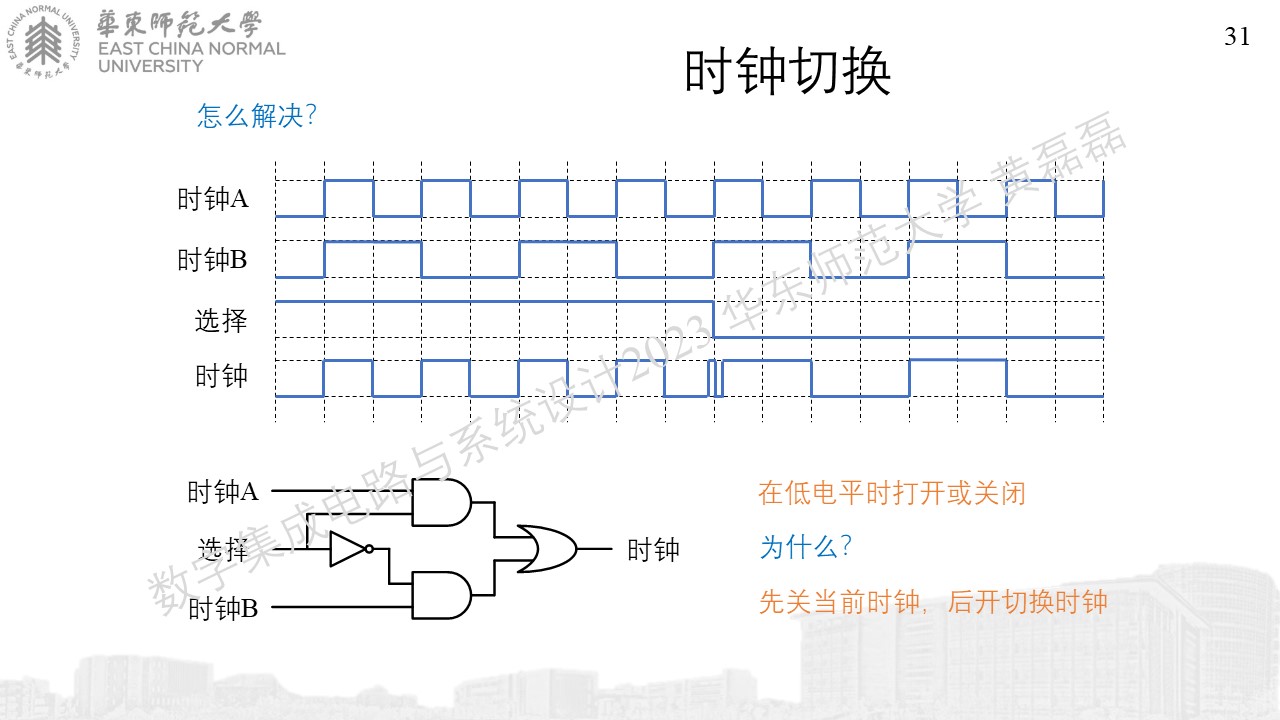 華東師范大學
EAST CHINA NORMAL
UNIVERSITY
EAST CHINA NORMAL UNIVERSITY
華東师范大學
31
时钟切换
怎么解决？
时钟A
时钟B
选择
时钟
数字集成电路与系统设计2023 华东师范大学 黄磊磊
时钟A
选择
时钟B
时钟
在低电平时打开或关闭
为什么？
先关当前时钟，后开切换时钟